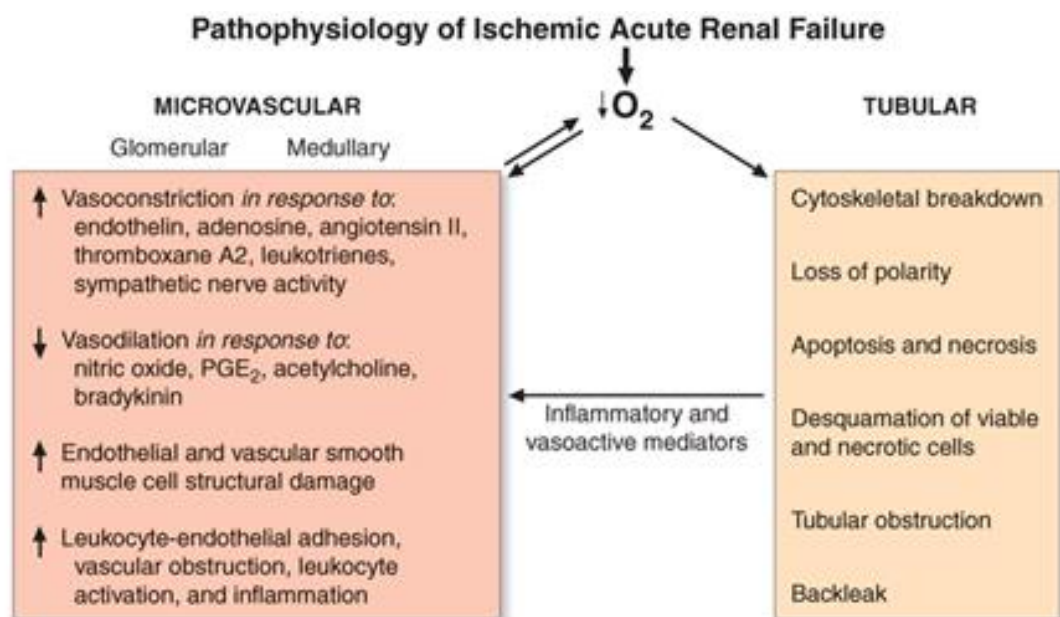 Pathophysiology of Ischemic Acute Renal Failure
↓O₂
MICROVASCULAR
Glomerular Medullary
↑ Vasoconstriction in response to:
endothelin, adenosine, angiotensin II,
thromboxane A2, leukotrienes,
sympathetic nerve activity
↓ Vasodilation in response to:
nitric oxide, PGE₂, acetylcholine,
bradykinin
↑ Endothelial and vascular smooth
muscle cell structural damage
↑ Leukocyte-endothelial adhesion,
vascular obstruction, leukocyte
activation, and inflammation
Inflammatory and
vasoactive mediators
TUBULAR
Cytoskeletal breakdown
Loss of polarity
Apoptosis and necrosis
Desquamation of viable
and necrotic cells
Tubular obstruction
Backleak